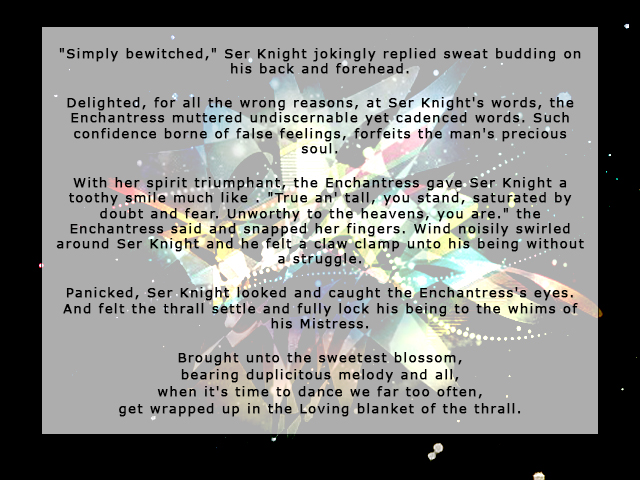 "Simply bewitched," Ser Knight jokingly replied sweat budding on
his back and forehead.
Delighted, for all the wrong reasons, at Ser Knight's words, the
Enchantress muttered undiscernable yet cadenced words. Such
confidence borne of false feelings, forfeits the man's precious
soul.
With her spirit triumphant, the Enchantress gave Ser Knight a
toothy smile much like . "True an' tall, you stand, saturated by
doubt and fear. Unworthy to the heavens, you are." the
Enchantress said and snapped her fingers. Wind noisily swirled
around Ser Knight and he felt a claw clamp unto his being without
a struggle.
Panicked, Ser Knight looked and caught the Enchantress's eyes.
And felt the thrall settle and fully lock his being to the whims of
his Mistress.
Brought unto the sweetest blossom,
bearing duplicitous melody and all,
when it's time to dance we far too often,
get wrapped up in the Loving blanket of the thrall.